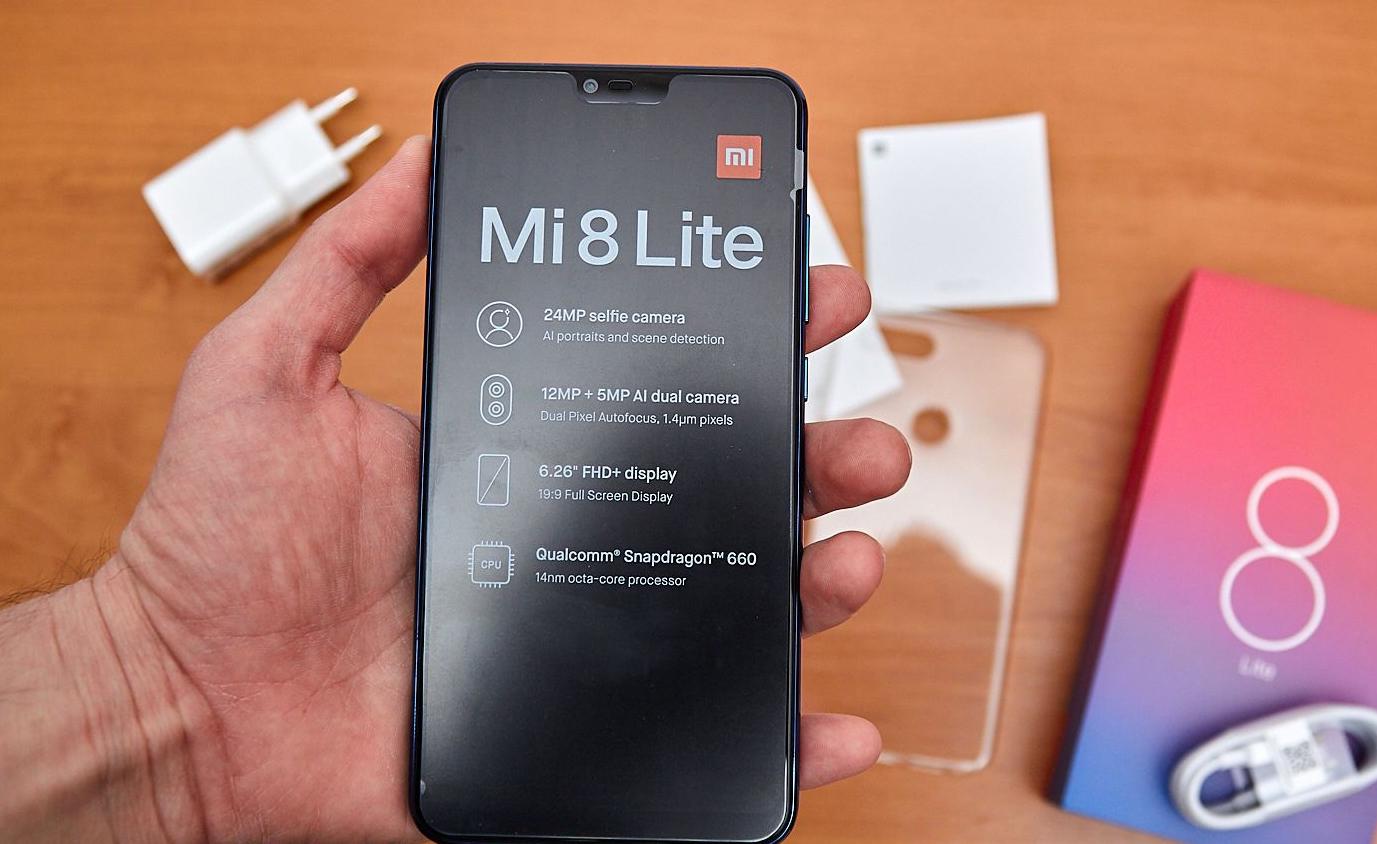 mi
Mi 8 Lite
24MP selfie camera
AI portraits and scene detection
12MP + 5MP AI dual camera
Dual Pixel Autofocus, 1.4µm pixels
6.26" FHD+ display
19:9 Full Screen Display
CPU
Qualcomm® Snapdragon™ 660
14nm octa-core processor
8
Lite